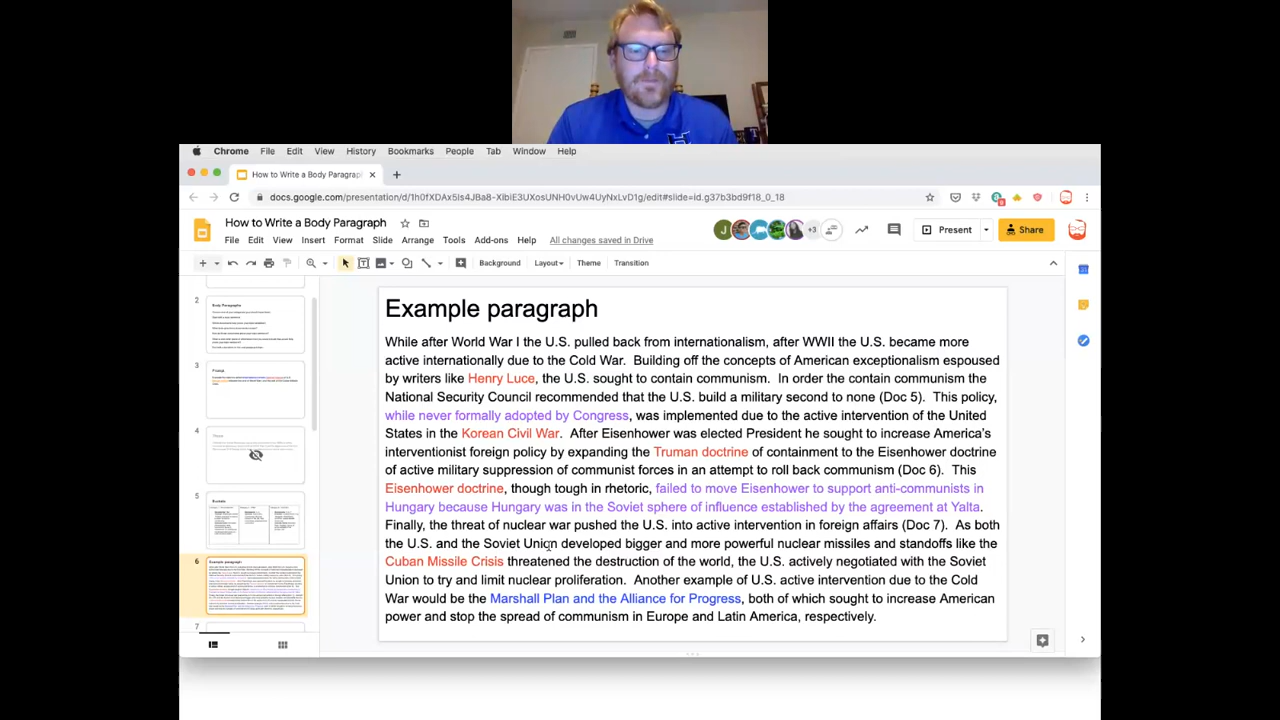 Chrome File Edit View History Bookmarks People Tab Window Help
How to Write a Body Paragraph
docs.google.com/presentation/d/
How to Write a Body Paragraph
File Edit View Insert Format Slide Arrange Tools Add-ons Help All changes saved in Drive
J +3 Present Share
Background Layout Theme Transition
2
Body Paragraphs
3
Prompt
4
5
Buckets
6
Example paragraph
7
Example paragraph
While after World War I the U.S. pulled back from internationalism, after WWII the U.S. became more
active internationally due to the Cold War. Building off the concepts of American exceptionalism espoused
by writers like Henry Luce, the U.S. sought to contain communism. In order the contain communism the
National Security Council recommended that the U.S. build a military second to none (Doc 5). This policy,
while never formally adopted by Congress, was implemented due to the active intervention of the United
States in the Korean Civil War. After Eisenhower was elected President he sought to increase America's
interventionist foreign policy by expanding the Truman doctrine of containment to the Eisenhower doctrine
of active military suppression of communist forces in an attempt to roll back communism (Doc 6). This
Eisenhower doctrine, though tough in rhetoric, failed to move Eisenhower to support anti-communists in
Hungary because Hungary was in the Soviet sphere of influence established by the agreement at Yalta.
Finally, the threat of nuclear war pushed the U.S. into active intervention in foreign affairs (Doc 7). As both
the U.S. and the Soviet Union developed bigger and more powerful nuclear missiles and standoffs like the
Cuban Missile Crisis threatened the destruction of the world, the U.S. actively negotiated with the Soviet
Union on nuclear demilitarification. Another example of U.S. active intervention due to the Cold
War would be the Marshall Plan and the Alliance for Progress, both of which sought to increase American
power and stop the spread of communism in Europe and Latin America, respectively.